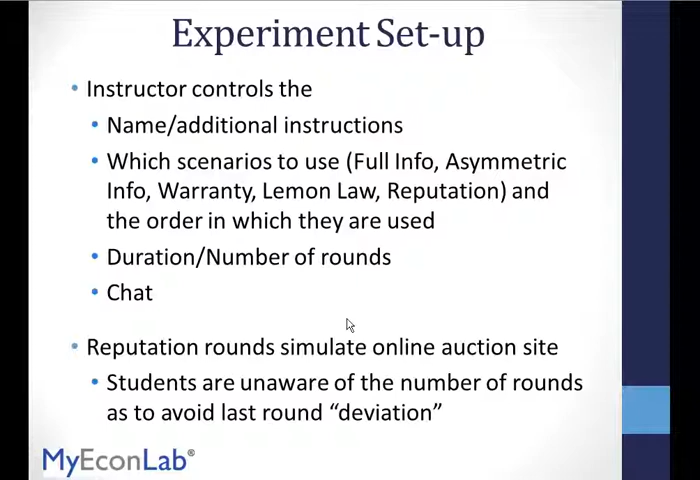 Experiment Set-up
• Instructor controls the
• Name/additional instructions
• Which scenarios to use (Full Info, Asymmetric
Info, Warranty, Lemon Law, Reputation) and
the order in which they are used
• Duration/Number of rounds
• Chat
• Reputation rounds simulate online auction site
• Students are unaware of the number of rounds
as to avoid last round “deviation”
MyEconLab®